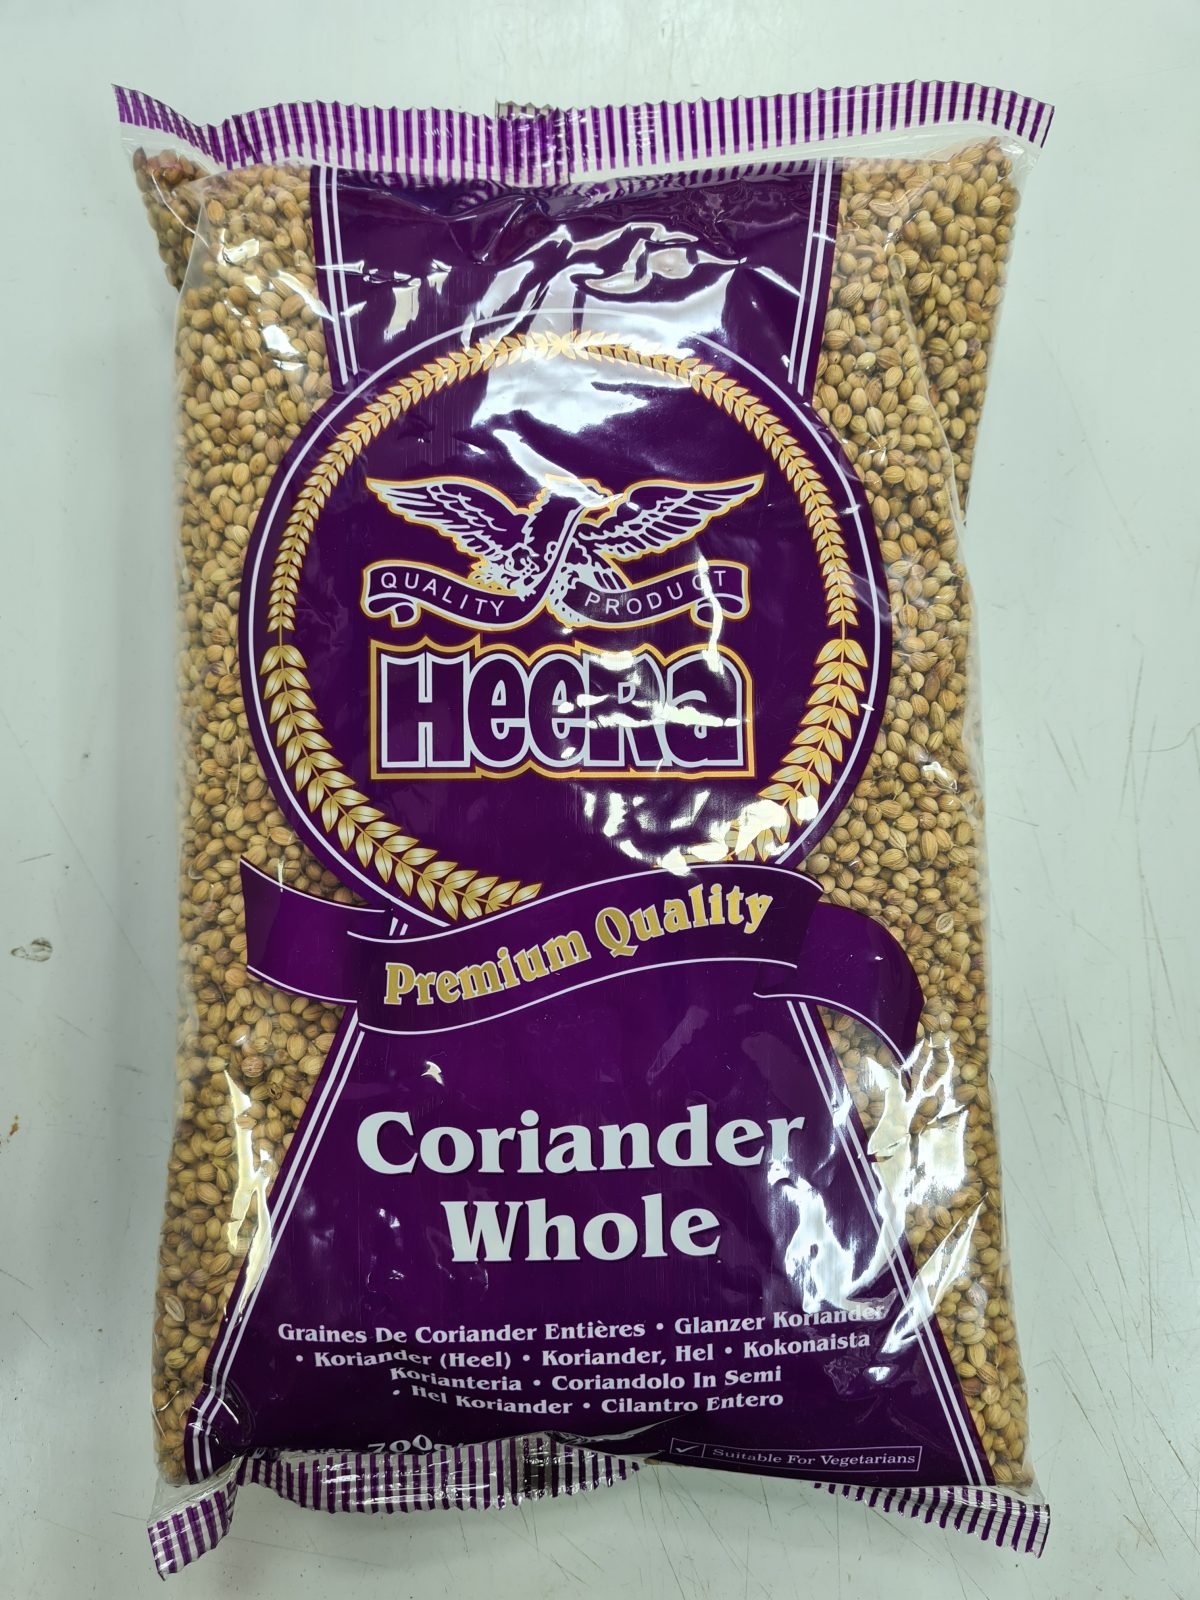 QUALITY PRODUCT
HeeRa
Premium Quality
Coriander
Whole
Graines De Coriander Entières • Glanzer Koriander
• Koriander (Heel) • Koriander, Hel • Kokonaista
Korianteria • Coriandolo In Semi
• Hel Koriander • Cilantro Entero
700g
Suitable For Vegetarians